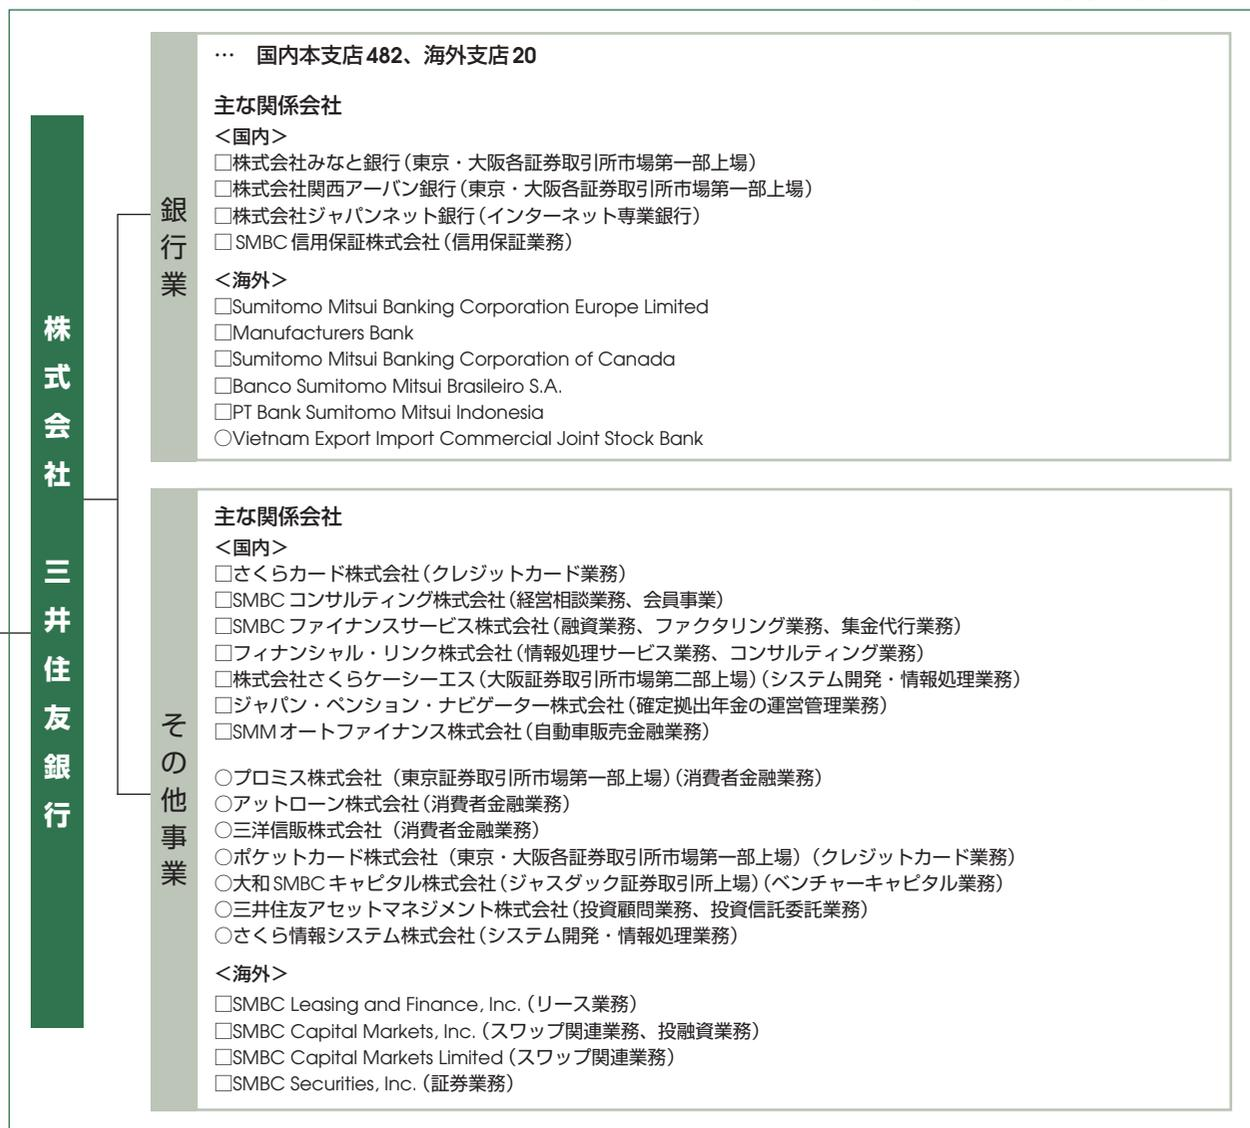 株式会社 三井住友銀行
銀行業
… 国内本支店482、海外支店20
主な関係会社
＜国内＞
□株式会社みなと銀行（東京・大阪各証券取引所市場第一部上場）
□株式会社関西アーバン銀行（東京・大阪各証券取引所市場第一部上場）
□株式会社ジャパンネット銀行（インターネット専業銀行）
□SMBC信用保証株式会社（信用保証業務）
＜海外＞
□Sumitomo Mitsui Banking Corporation Europe Limited
□Manufacturers Bank
□Sumitomo Mitsui Banking Corporation of Canada
□Banco Sumitomo Mitsui Brasileiro S.A.
□PT Bank Sumitomo Mitsui Indonesia
○Vietnam Export Import Commercial Joint Stock Bank
その他事業
主な関係会社
＜国内＞
□さくらカード株式会社（クレジットカード業務）
□SMBCコンサルティング株式会社（経営相談業務、会員事業）
□SMBCファイナンスサービス株式会社（融資業務、ファクタリング業務、集金代行業務）
□フィナンシャル・リンク株式会社（情報処理サービス業務、コンサルティング業務）
□株式会社さくらケーシーエス（大阪証券取引所市場第二部上場）（システム開発・情報処理業務）
□ジャパン・ペンション・ナビゲーター株式会社（確定拠出年金の運営管理業務）
□SMMオートファイナンス株式会社（自動車販売金融業務）
○プロミス株式会社（東京証券取引所市場第一部上場）（消費者金融業務）
○アットローン株式会社（消費者金融業務）
○三洋信販株式会社（消費者金融業務）
○ポケットカード株式会社（東京・大阪各証券取引所市場第一部上場）（クレジットカード業務）
○大和SMBCキャピタル株式会社（ジャスダック証券取引所上場）（ベンチャーキャピタル業務）
○三井住友アセットマネジメント株式会社（投資顧問業務、投資信託委託業務）
○さくら情報システム株式会社（システム開発・情報処理業務）
＜海外＞
□SMBC Leasing and Finance, Inc.（リース業務）
□SMBC Capital Markets, Inc.（スワップ関連業務、投融資業務）
□SMBC Capital Markets Limited（スワップ関連業務）
□SMBC Securities, Inc.（証券業務）